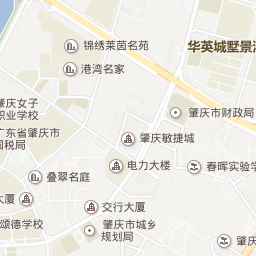 锦绣莱茵名苑
华英城墅景
港湾名家
肇庆女子
职业学校
肇庆市财政局
广东省肇庆市
国税局
肇庆敏捷城
电力大楼
春晖实验学
叠翠名庭
大厦
交行大厦
颂德学校
肇庆市城乡
规划局